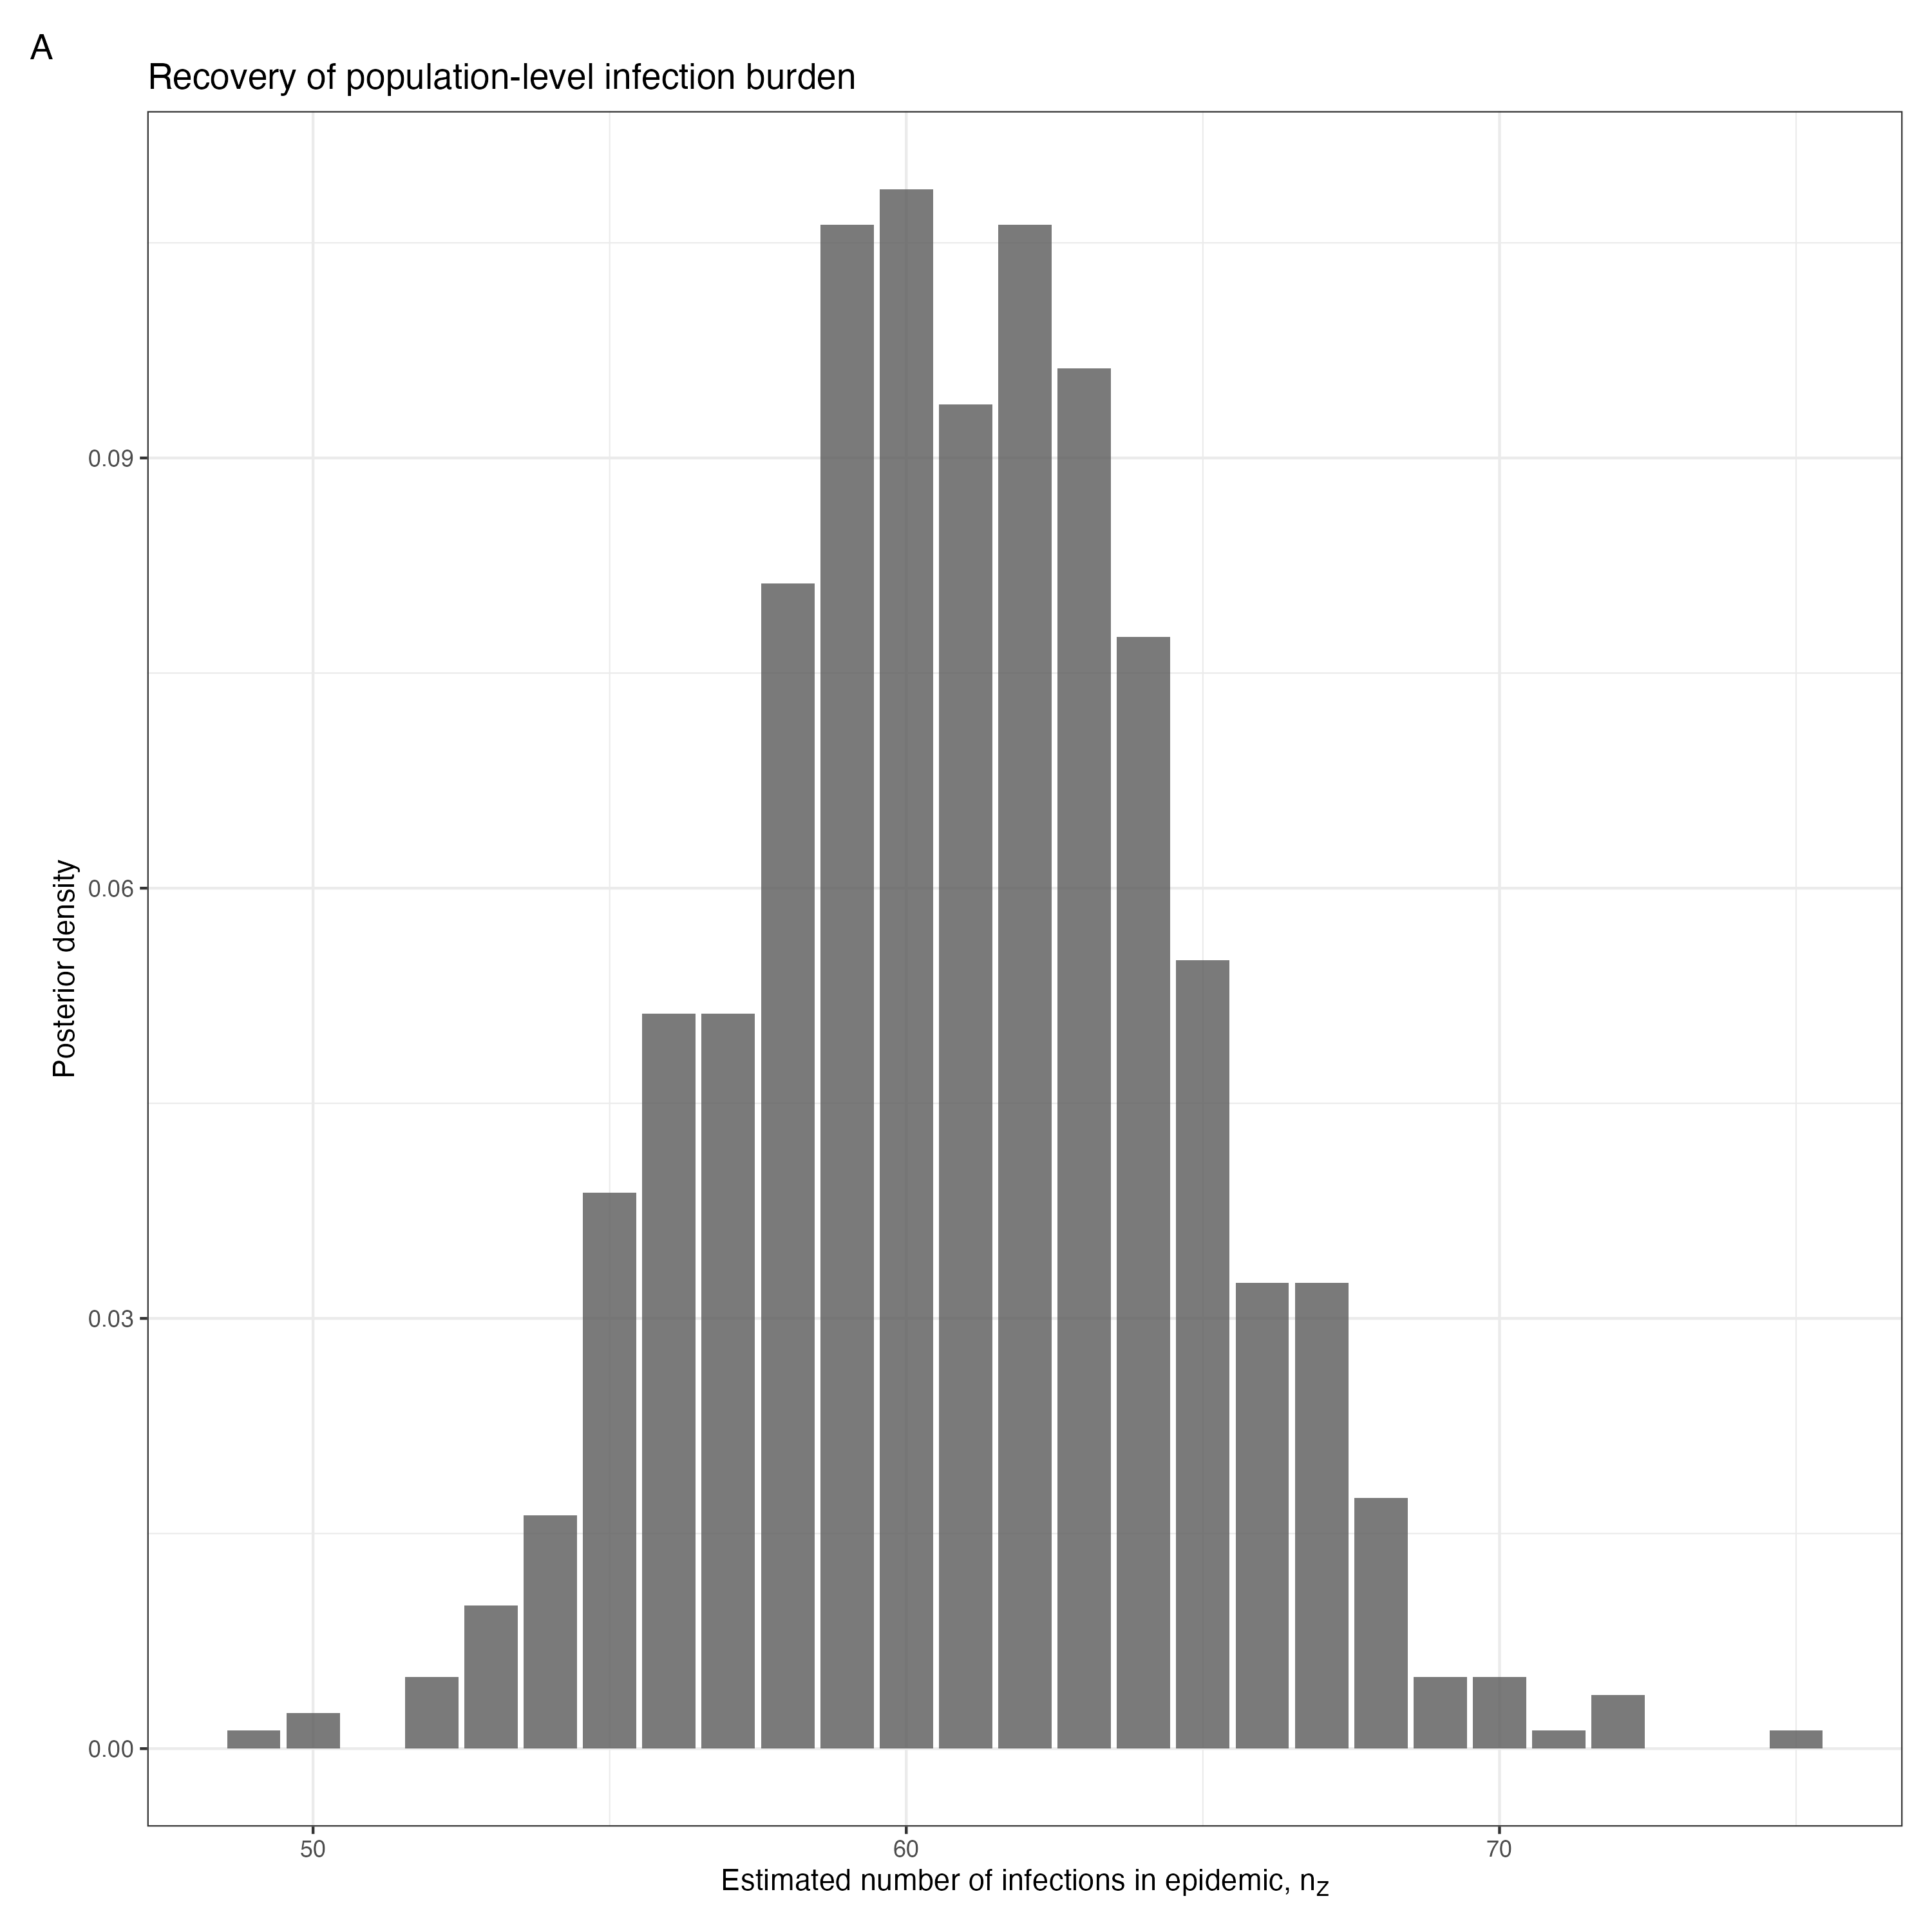 A
Recovery of population-level infection burden
Posterior density
0.09
0.06
0.03
0.00
50
60
70
Estimated number of infections in epidemic, nz